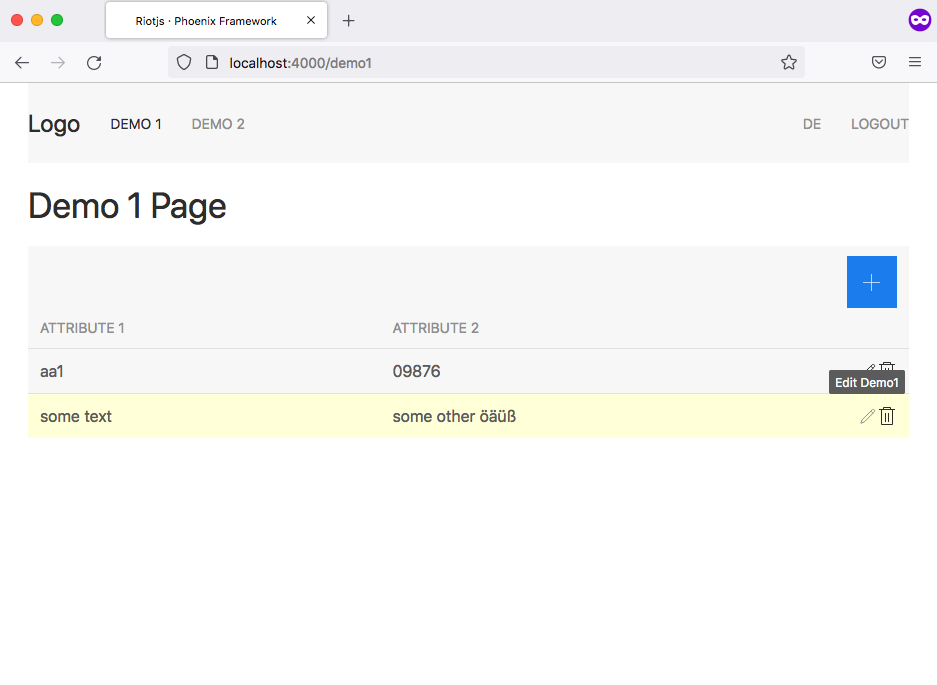 Riotjs · Phoenix Framework
localhost:4000/demo1
Logo DEMO 1 DEMO 2 DE LOGOUT
Demo 1 Page
ATTRIBUTE 1 ATTRIBUTE 2
aa1 09876
Edit Demo1
some text some other öäüß